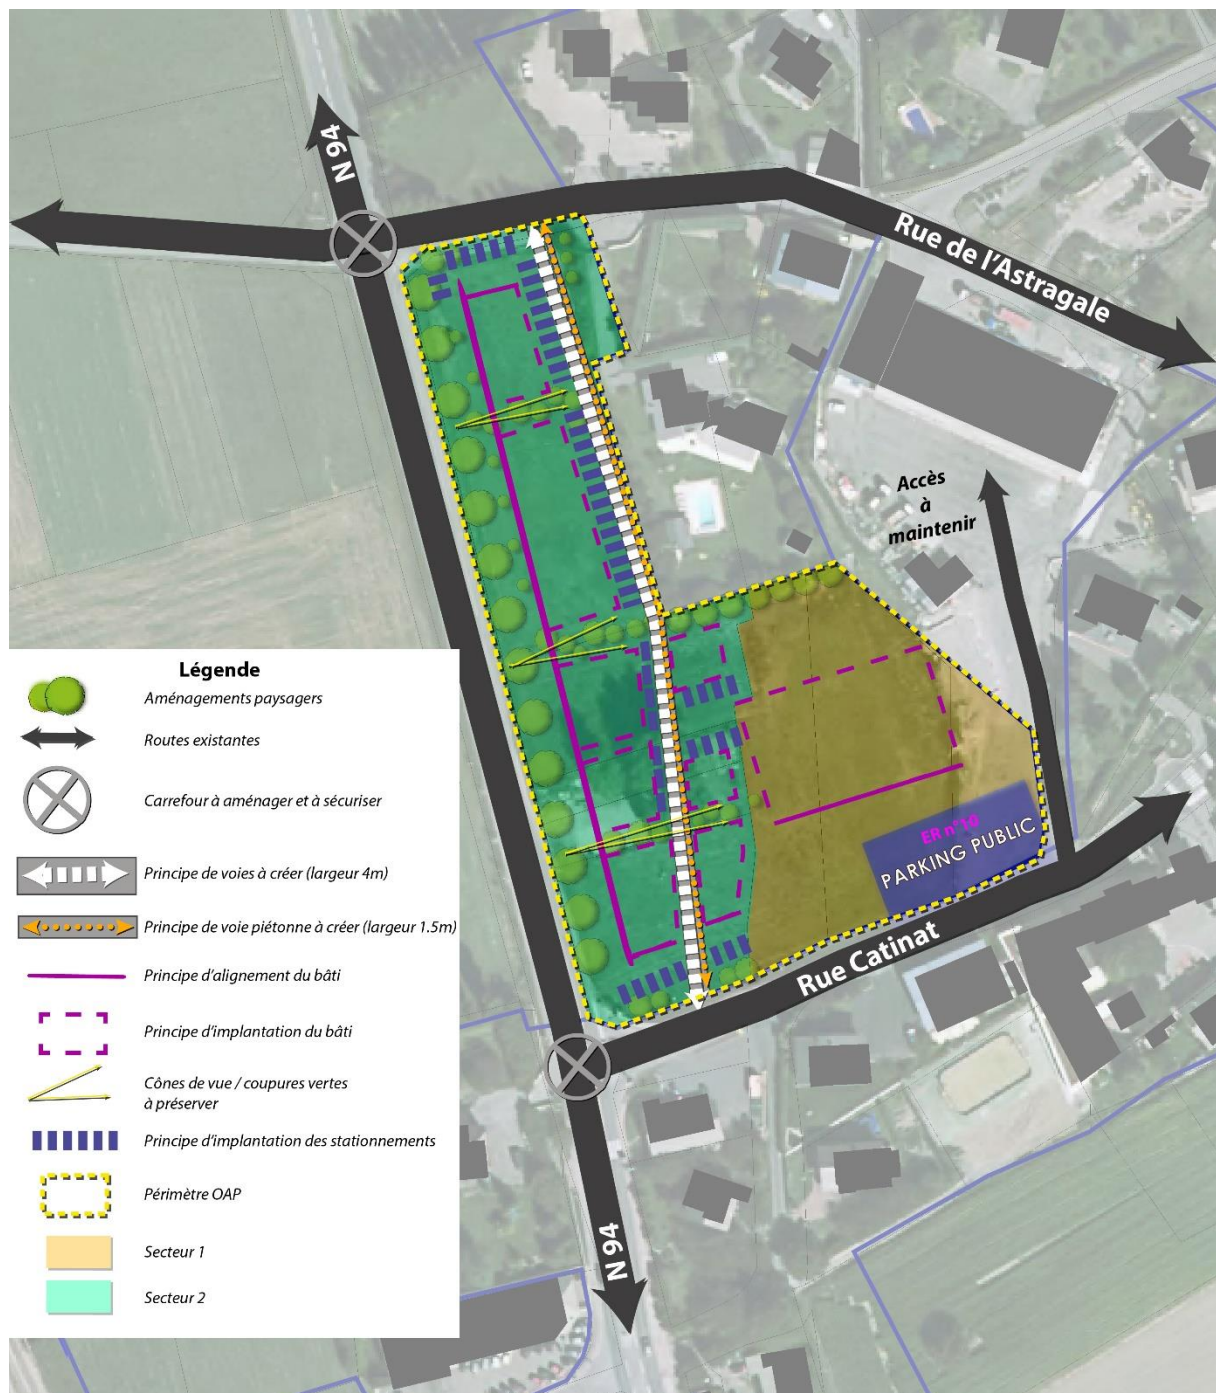 N 94
Rue de l'Astragale
Accès
à
maintenir
ER n°10
PARKING PUBLIC
Rue Catinat
N 94
Légende
Aménagements paysagers
Routes existantes
Carrefour à aménager et à sécuriser
Principe de voies à créer (largeur 4m)
Principe de voie piétonne à créer (largeur 1.5m)
Principe d'alignement du bâti
Principe d'implantation du bâti
Cônes de vue / coupures vertes
à préserver
Principe d'implantation des stationnements
Périmètre OAP
Secteur 1
Secteur 2